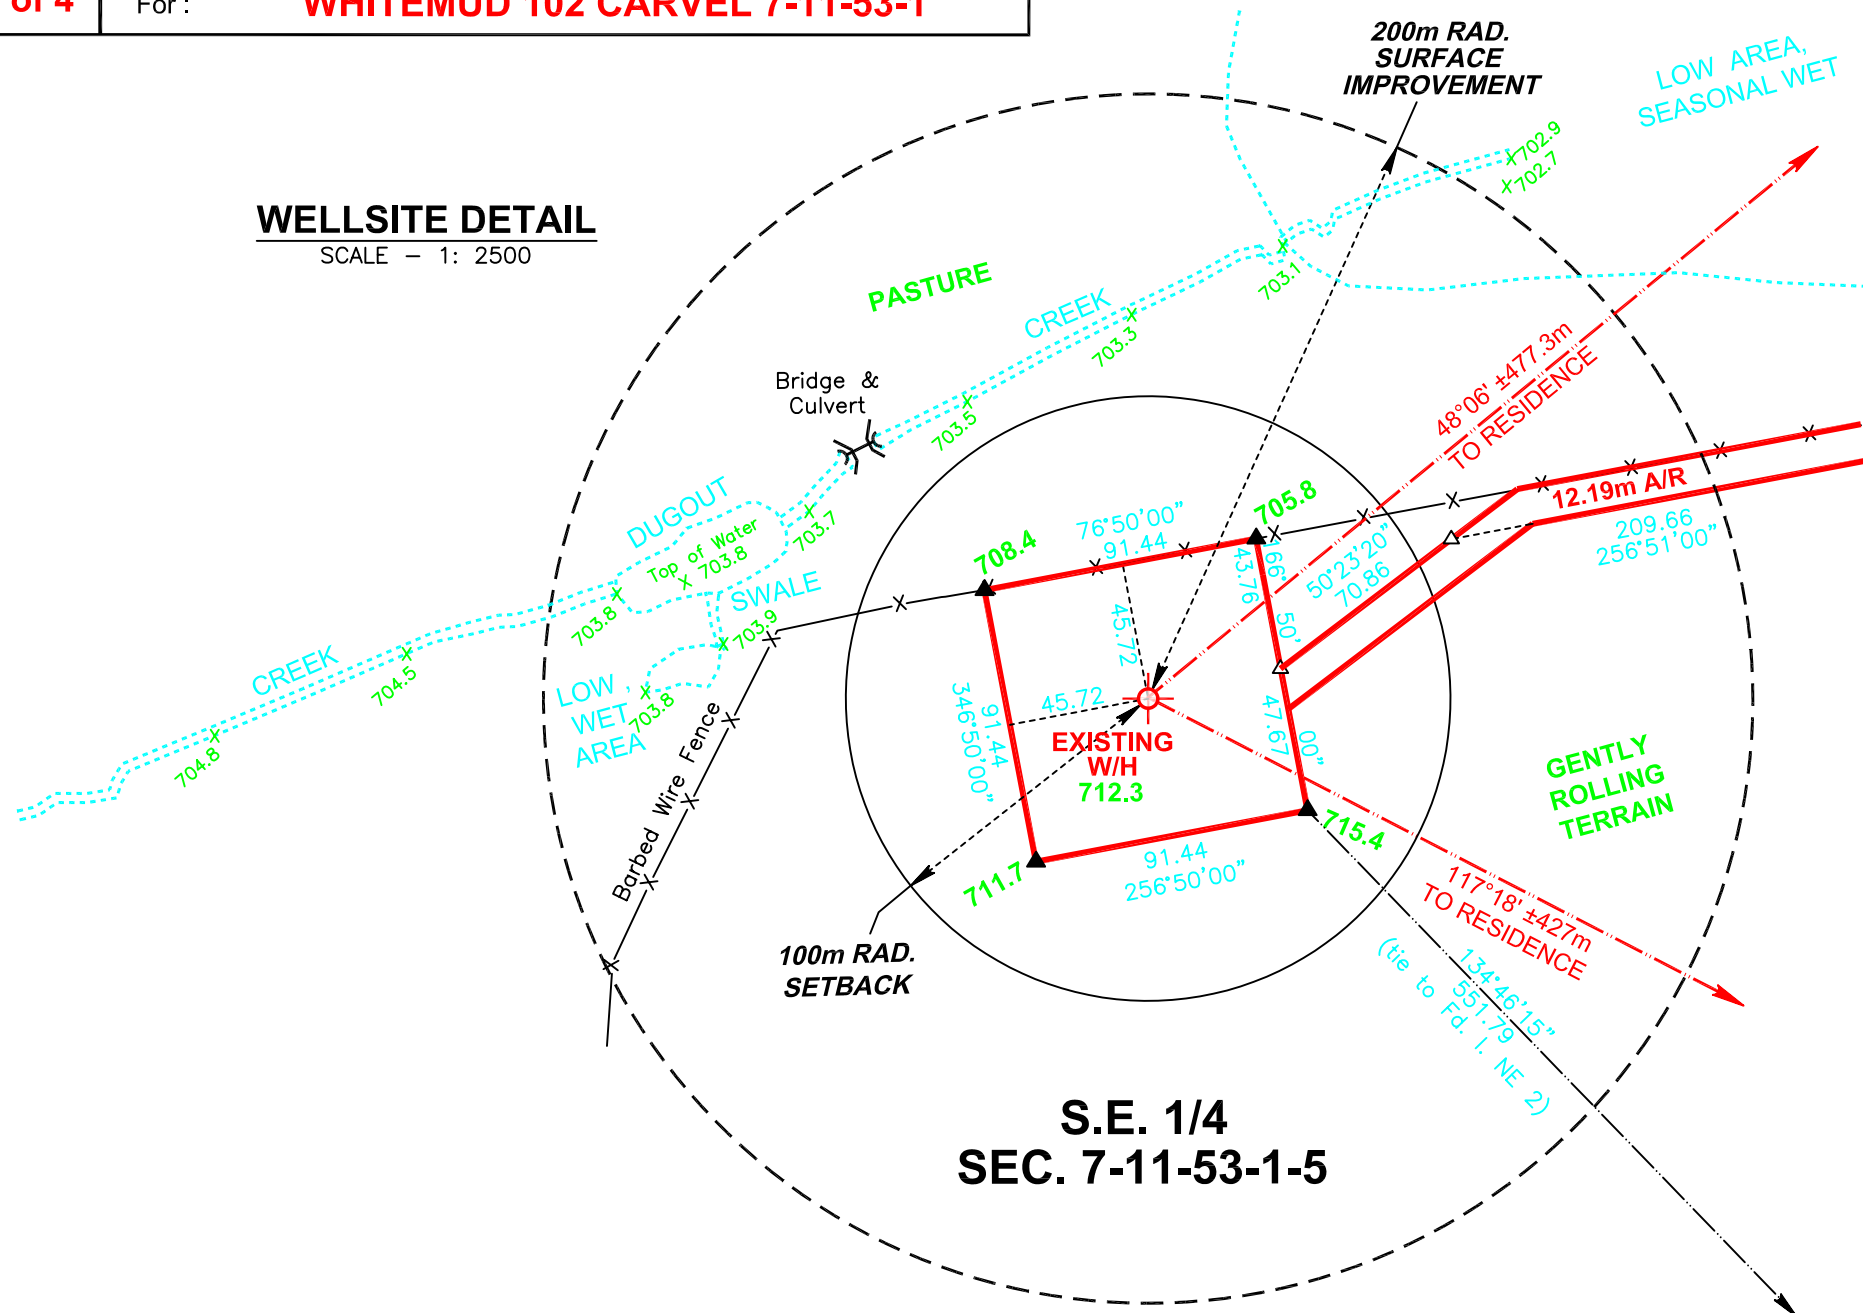 of 4
For :
WHITEMUD 102 CARVEL 7-11-53-1
200m RAD.
SURFACE
IMPROVEMENT
LOW AREA,
SEASONAL WET
702.9
702.7
WELLSITE DETAIL
SCALE – 1: 2500
PASTURE
CREEK
703.1
703.3
703.5
Bridge &
Culvert
48°06' ±477.3m
TO RESIDENCE
12.19m A/R
209.66
256°51'00"
DUGOUT
Top of Water
703.8
703.7
SWALE
703.9
703.8
CREEK
704.5
704.8
LOW,
WET
AREA
703.8
Barbed Wire Fence
708.4
76°50'00"
91.44
705.8
166° 50' 00"
43.76
47.67
50°23'20"
70.86
45.72
45.72
91.44
346°50'00"
EXISTING
W/H
712.3
711.7
91.44
256°50'00"
715.4
GENTLY
ROLLING
TERRAIN
117°18' ±427m
TO RESIDENCE
134°46'15"
551.79
(tie to Fd. I. NE 2)
100m RAD.
SETBACK
S.E. 1/4
SEC. 7-11-53-1-5